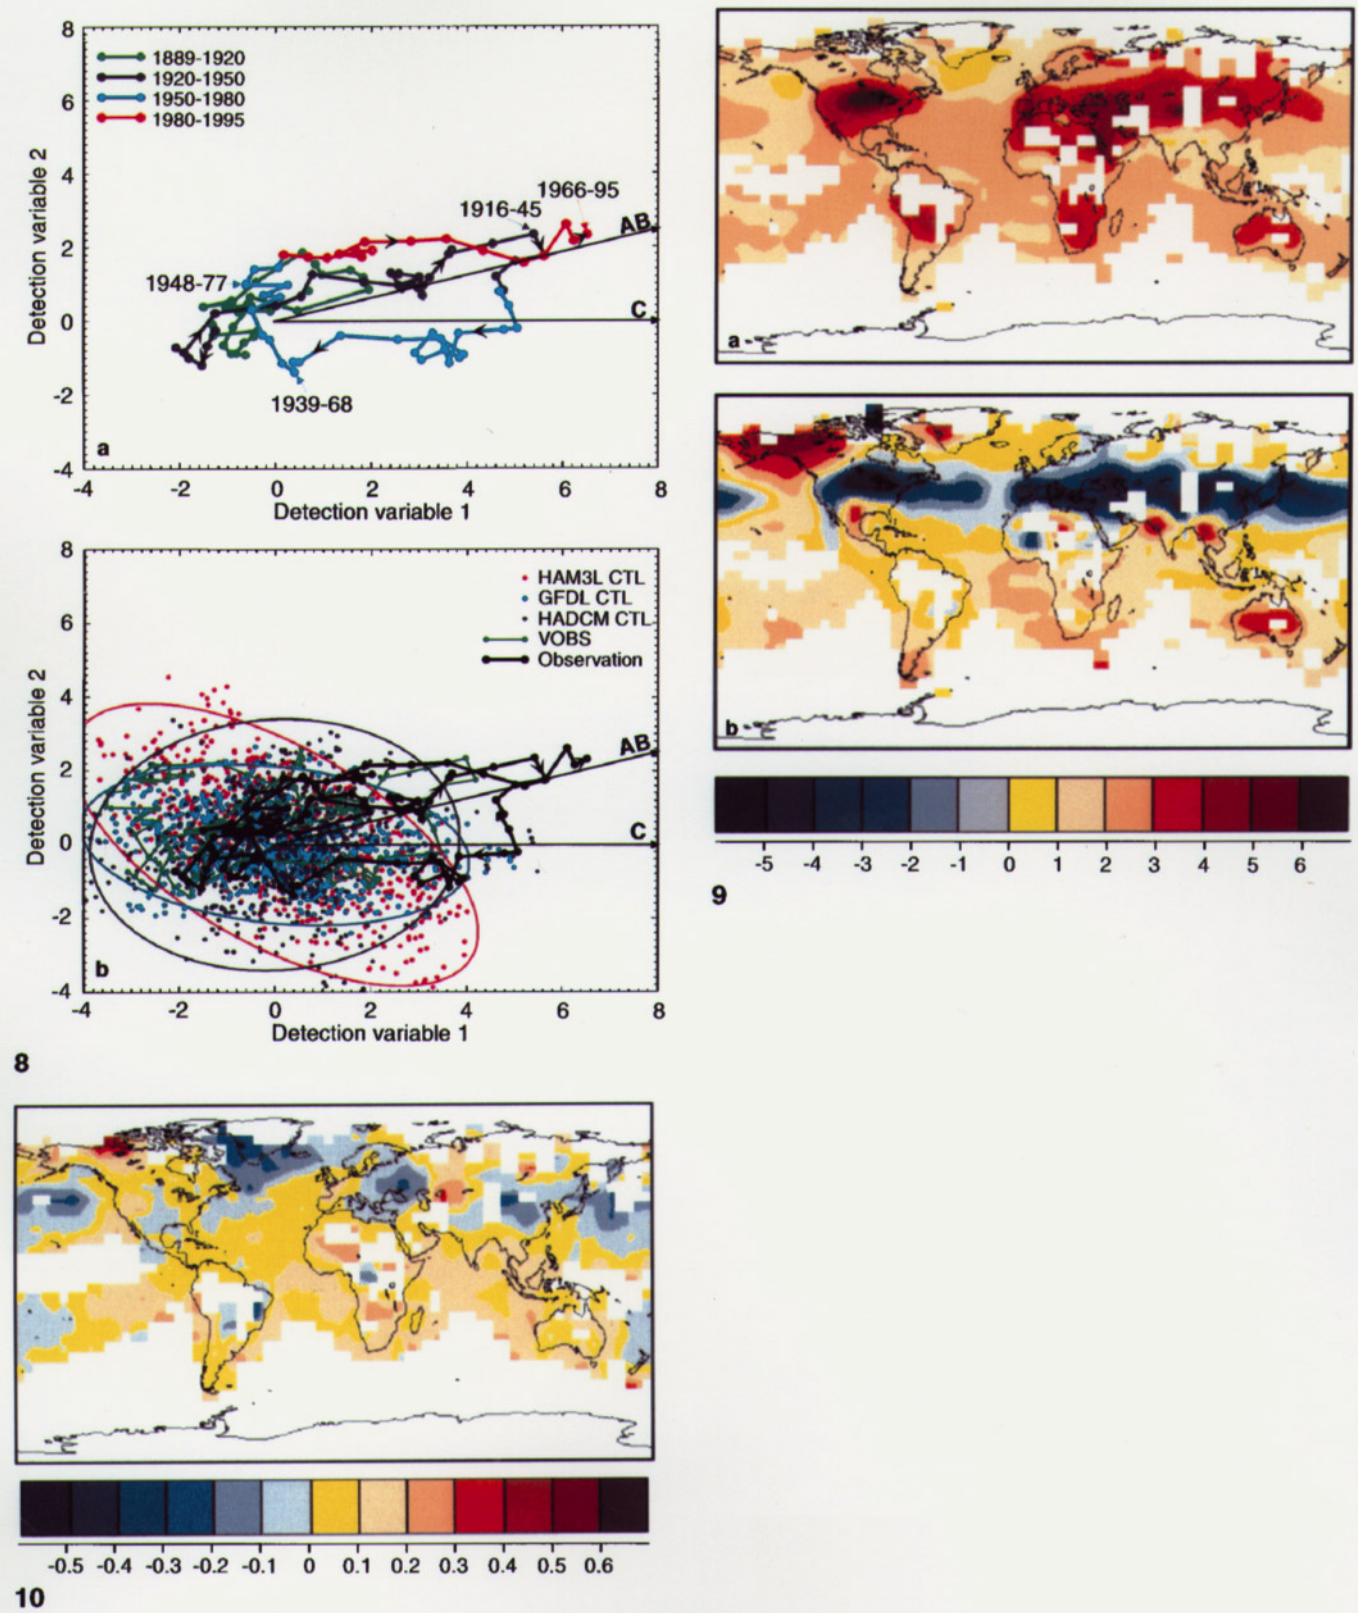 8
6
4
2
0
-2
-4
Detection variable 2
1889-1920
1920-1950
1950-1980
1980-1995
1966-95
1916-45
AB
1948-77
C
1939-68
a
-4 -2 0 2 4 6 8
Detection variable 1
8
6
4
2
0
-2
-4
Detection variable 2
HAM3L CTL
GFDL CTL
HADCM CTL
VOBS
Observation
AB
C
b
-4 -2 0 2 4 6 8
Detection variable 1
8
a
b
-5 -4 -3 -2 -1 0 1 2 3 4 5 6
9
-0.5 -0.4 -0.3 -0.2 -0.1 0 0.1 0.2 0.3 0.4 0.5 0.6
10